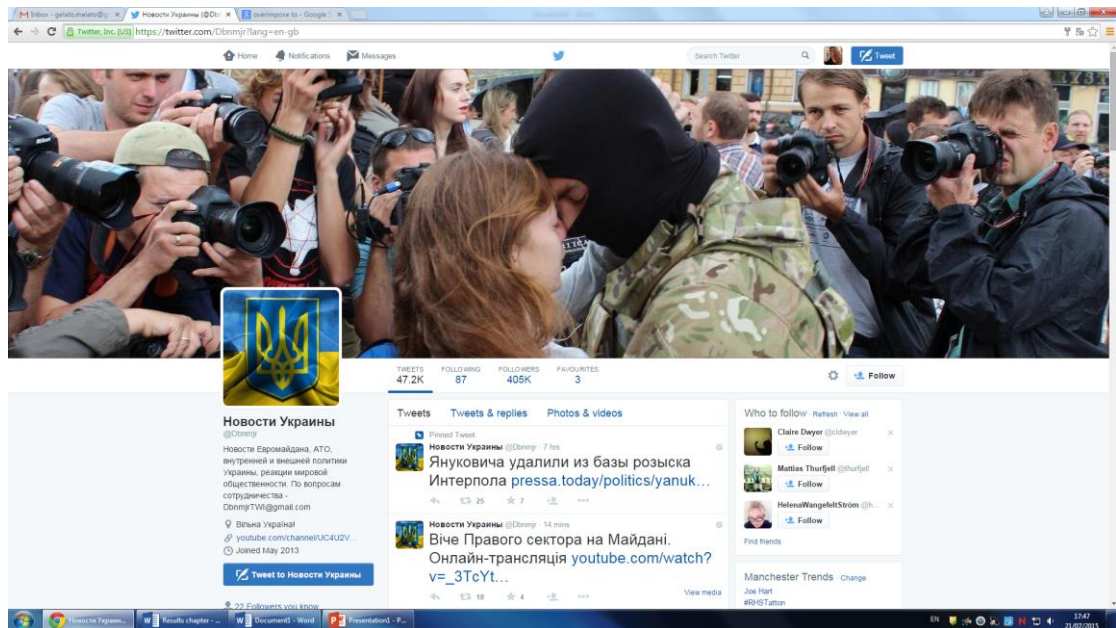 Inbox - gelato.melato@g
Новости Украины (@Db
overimpose to - Google
Twitter, Inc. [US] https://twitter.com/Dbnmjr?lang=en-gb
Home Notifications Messages
Search Twitter
Tweet
TWEETS FOLLOWING FOLLOWERS FAVOURITES
47.2K 87 405K 3
Follow
Новости Украины
@Dbnmjr
Новости Евромайдана, АТО,
внутренней и внешней политики
Украины, реакции мировой
общественности. По вопросам
сотрудничества -
DbnmjrTWI@gmail.com
Вільна Україна!
youtube.com/channel/UC4U2V...
Joined May 2013
Tweet to Новости Украины
22 Followers you know
Tweets Tweets & replies Photos & videos
Pinned Tweet
Новости Украины @Dbnmjr · 7 hrs
Януковича удалили из базы розыска
Интерпола pressa.today/politics/yanuk...
25 7
Новости Украины @Dbnmjr · 14 mins
Віче Правого сектора на Майдані.
Онлайн-трансляція youtube.com/watch?
v=_3TcYt...
18 4
View media
Who to follow · Refresh · View all
Claire Dwyer @cldwyer
Follow
Mattias Thurfjell @thurfjell
Follow
HelenaWangefeltStröm @h...
Follow
Find friends
Manchester Trends Change
Joe Hart
#RHSTatton
Новости Украин...
Results chapter - ...
Document1 - Word
Presentation1 - P...
EN
17:47
21/07/2015